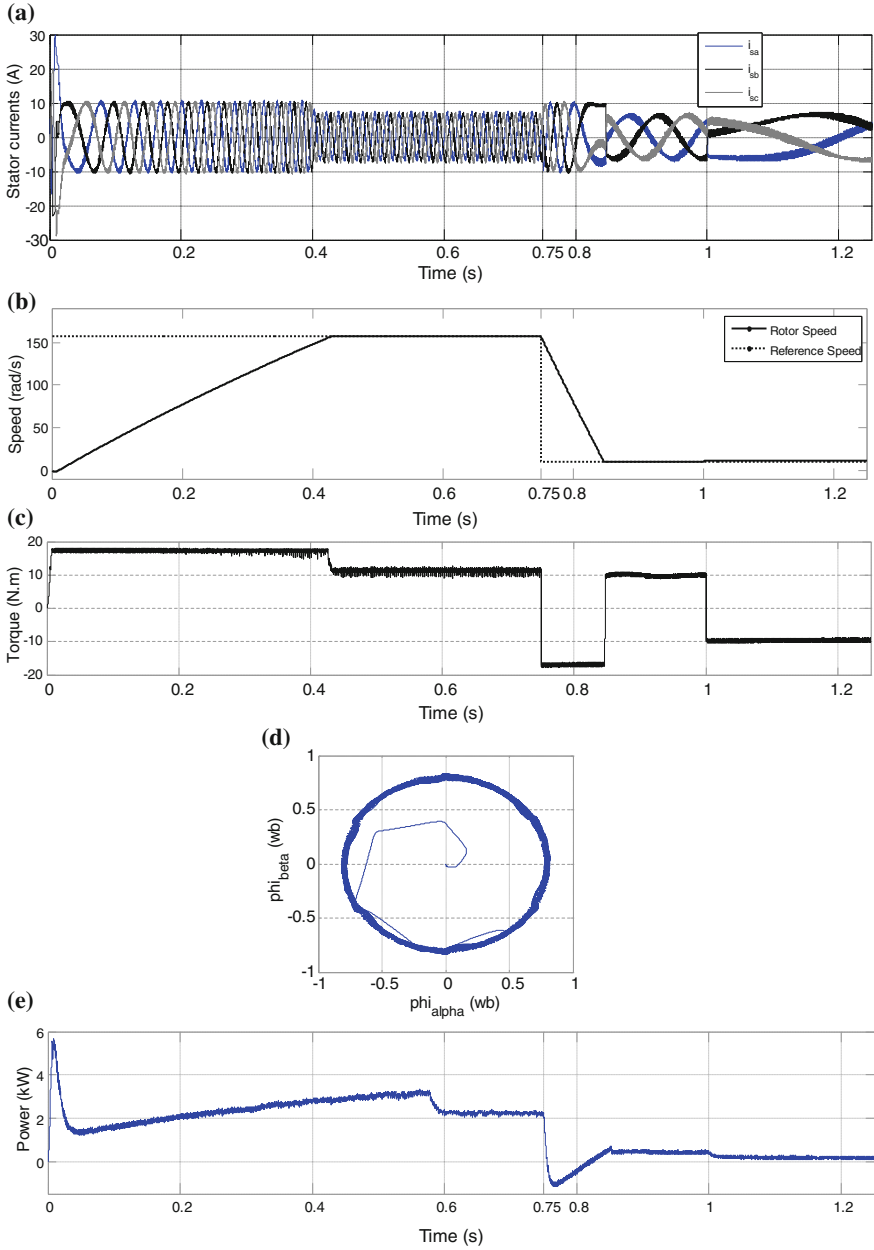 (a)
30
20
10
0
-10
-20
-30
Stator currents (A)
i_sa
i_sb
i_sc
0 0.2 0.4 0.6 0.75 0.8 1 1.2
Time (s)
(b)
150
100
50
0
Speed (rad/s)
Rotor Speed
Reference Speed
0 0.2 0.4 0.6 0.75 0.8 1 1.2
Time (s)
(c)
20
10
0
-10
-20
Torque (N.m)
0 0.2 0.4 0.6 0.8 1 1.2
Time (s)
(d)
1
0.5
0
-0.5
-1
phi_beta (wb)
-1 -0.5 0 0.5 1
phi_alpha (wb)
(e)
6
4
2
0
Power (kW)
0 0.2 0.4 0.6 0.75 0.8 1 1.2
Time (s)